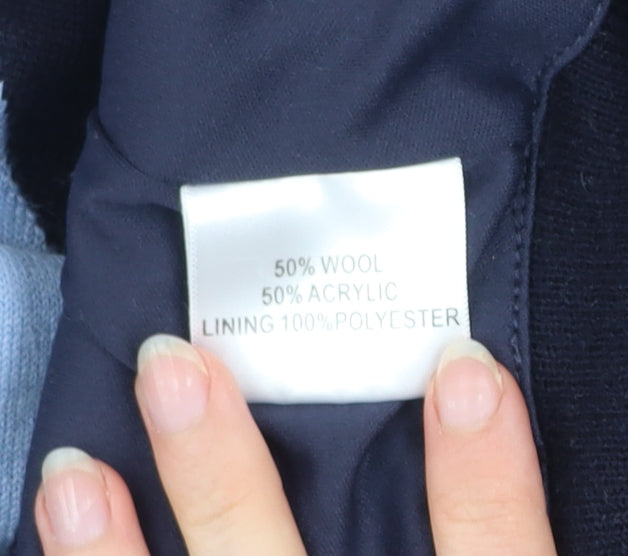 50% WOOL
50% ACRYLIC
LINING 100%POLYESTER